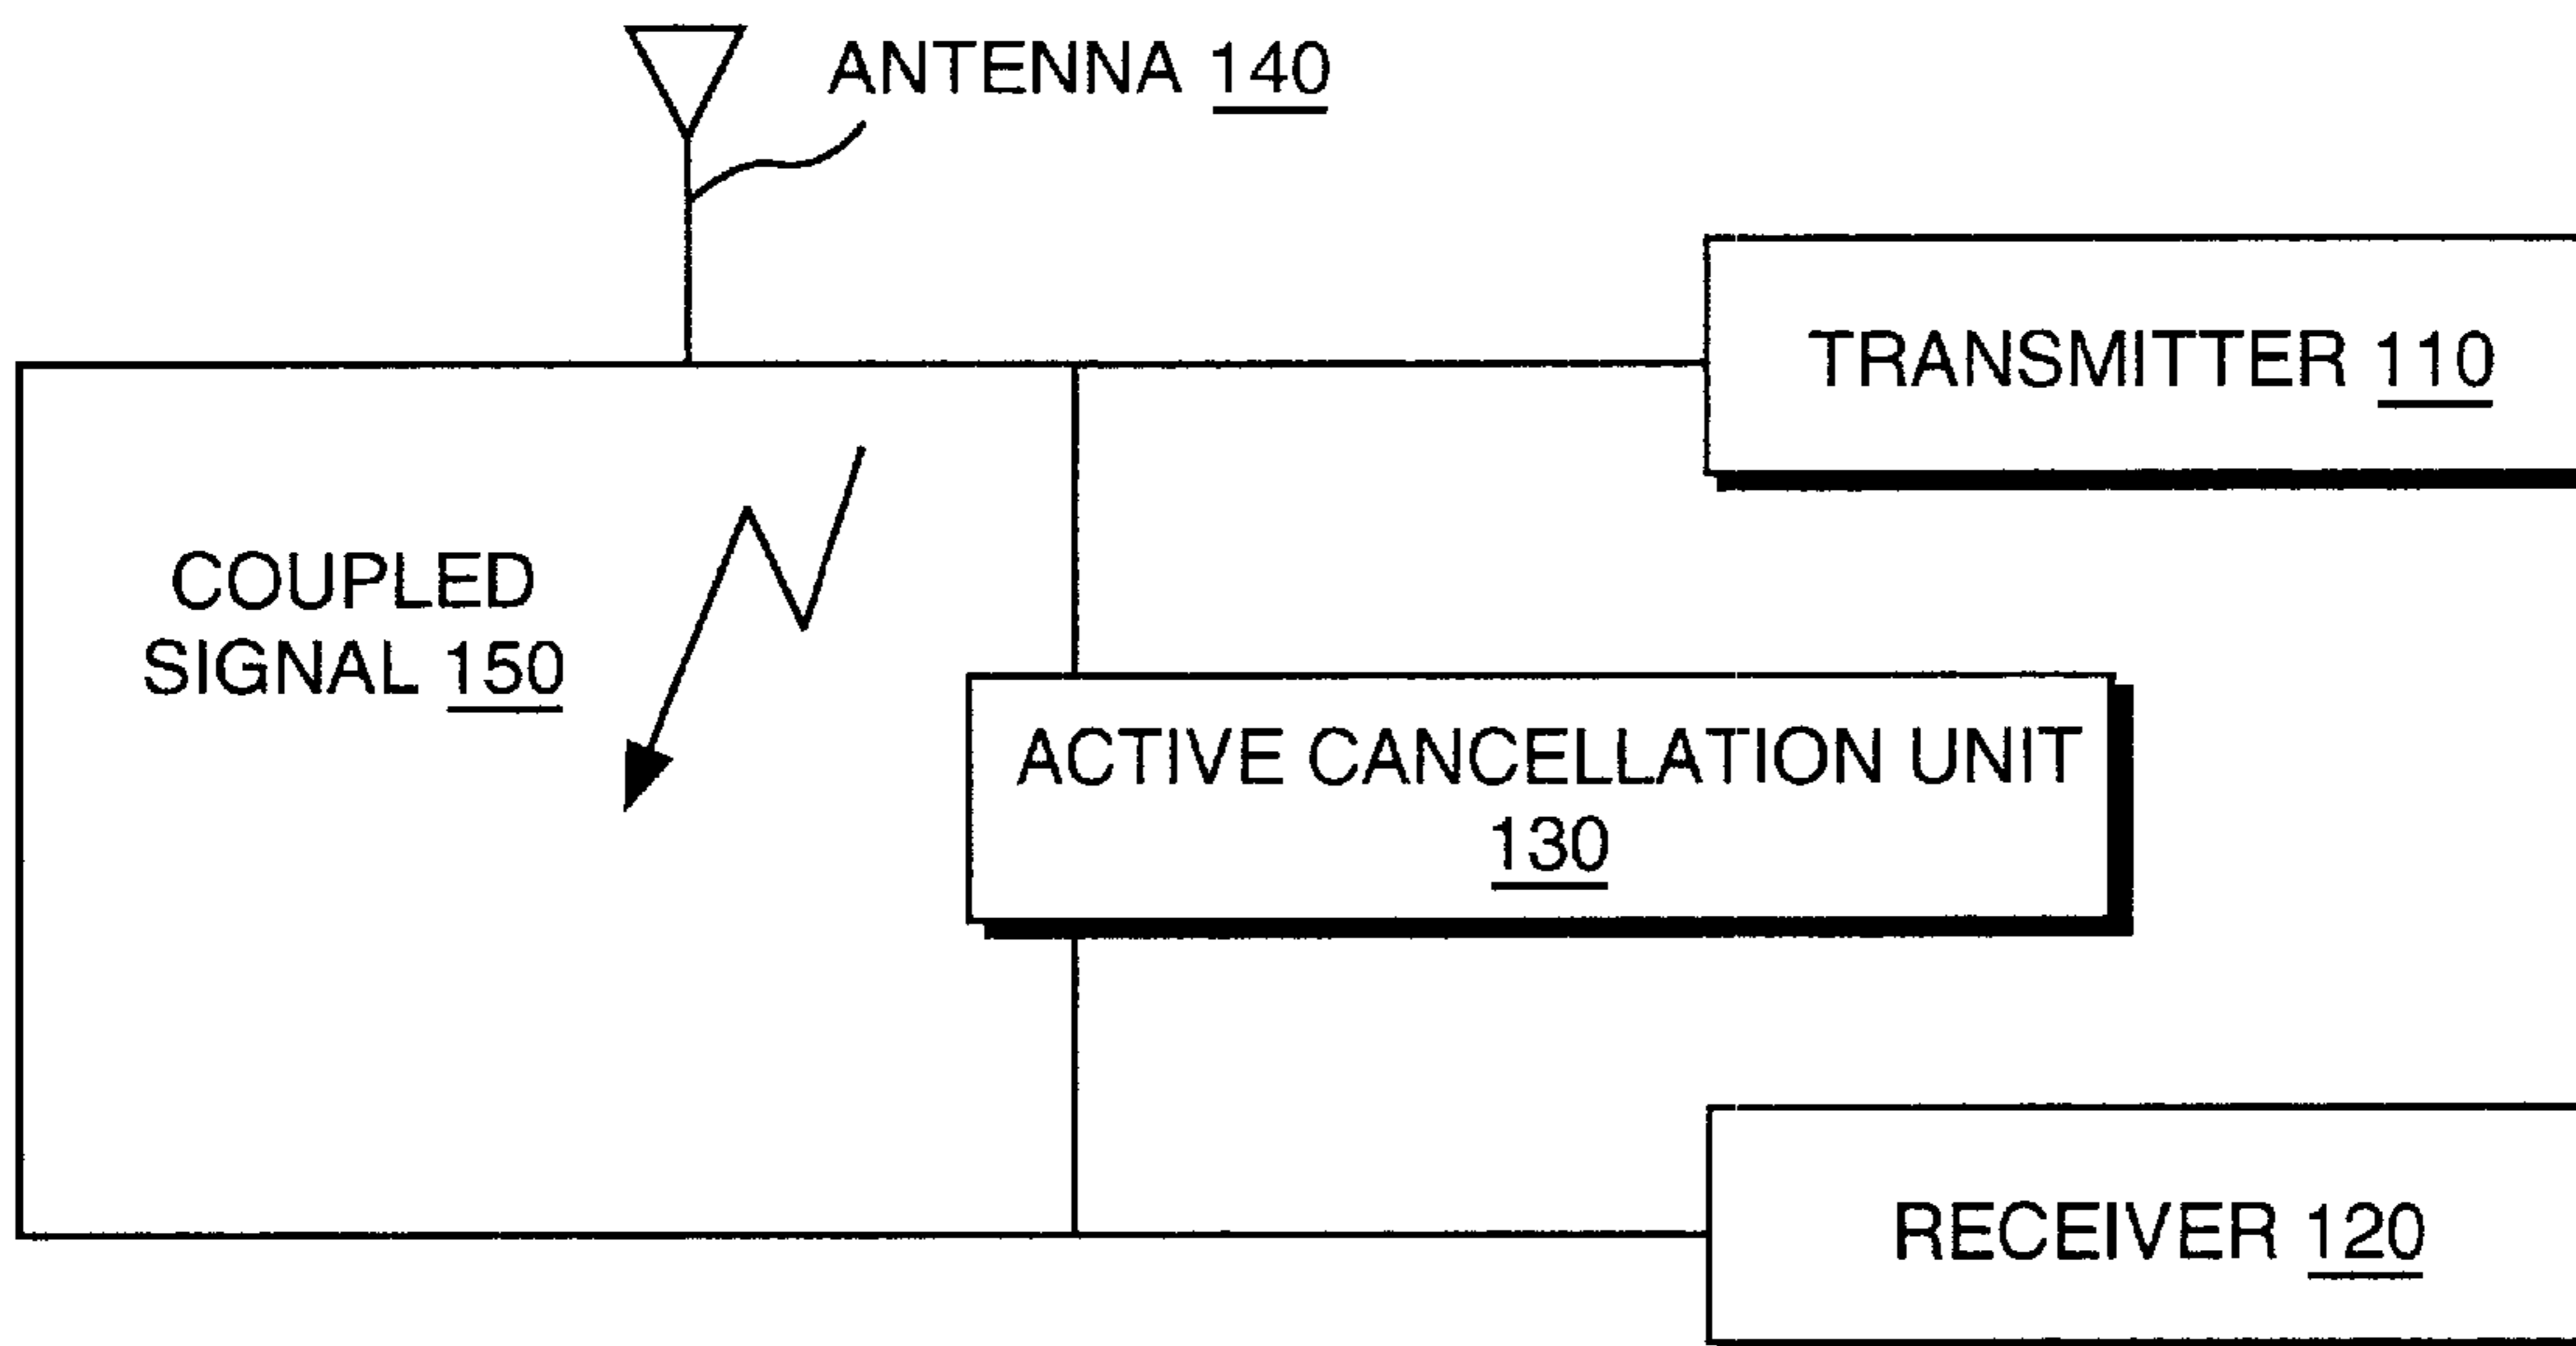 ANTENNA 140
TRANSMITTER 110
COUPLED
SIGNAL 150
ACTIVE CANCELLATION UNIT
130
RECEIVER 120